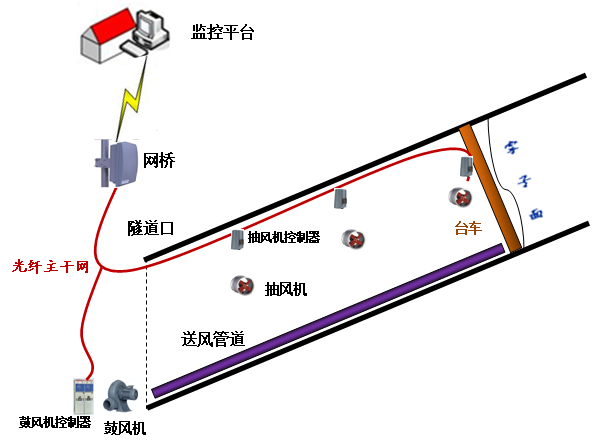 监控平台
网桥
隧道口
抽风机控制器
光纤主干网
抽风机
台车
掌子面
送风管道
鼓风机控制器
鼓风机